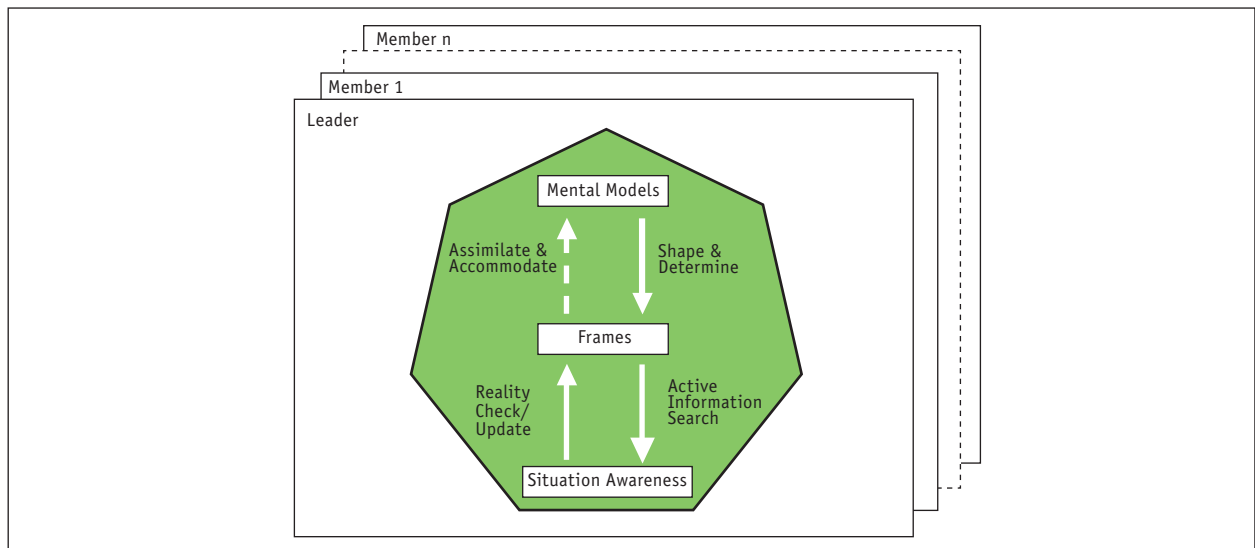 Member n
Member 1
Leader
Mental Models
Assimilate &
Accommodate
Shape &
Determine
Frames
Reality
Check/
Update
Active
Information
Search
Situation Awareness